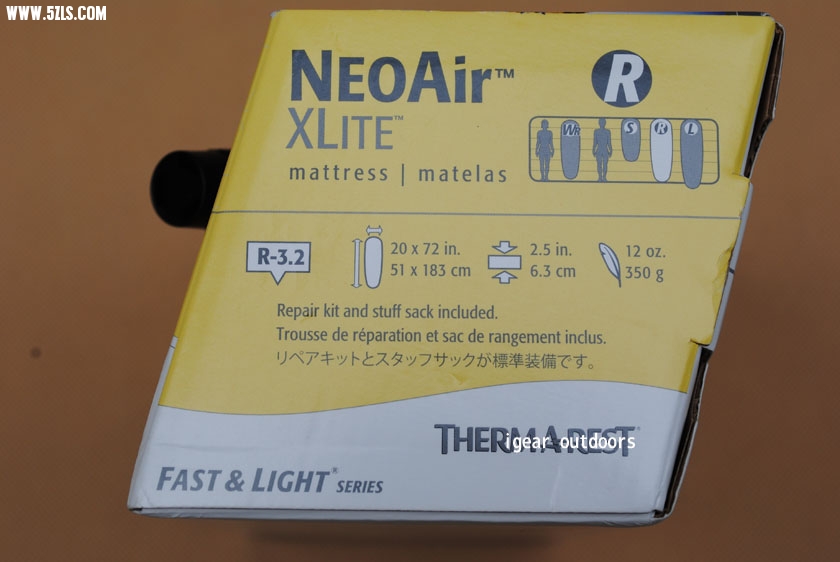 WWW.5ZLS.COM
NEOAir™
XLITE™
mattress | matelas
R
WR S R L
R-3.2
20 x 72 in.
51 x 183 cm
2.5 in.
6.3 cm
12 oz.
350 g
Repair kit and stuff sack included.
Trousse de réparation et sac de rangement inclus.
リペアキットとスタッフサックが標準装備です。
THERM-A-REST®
igear-outdoors
FAST & LIGHT® SERIES